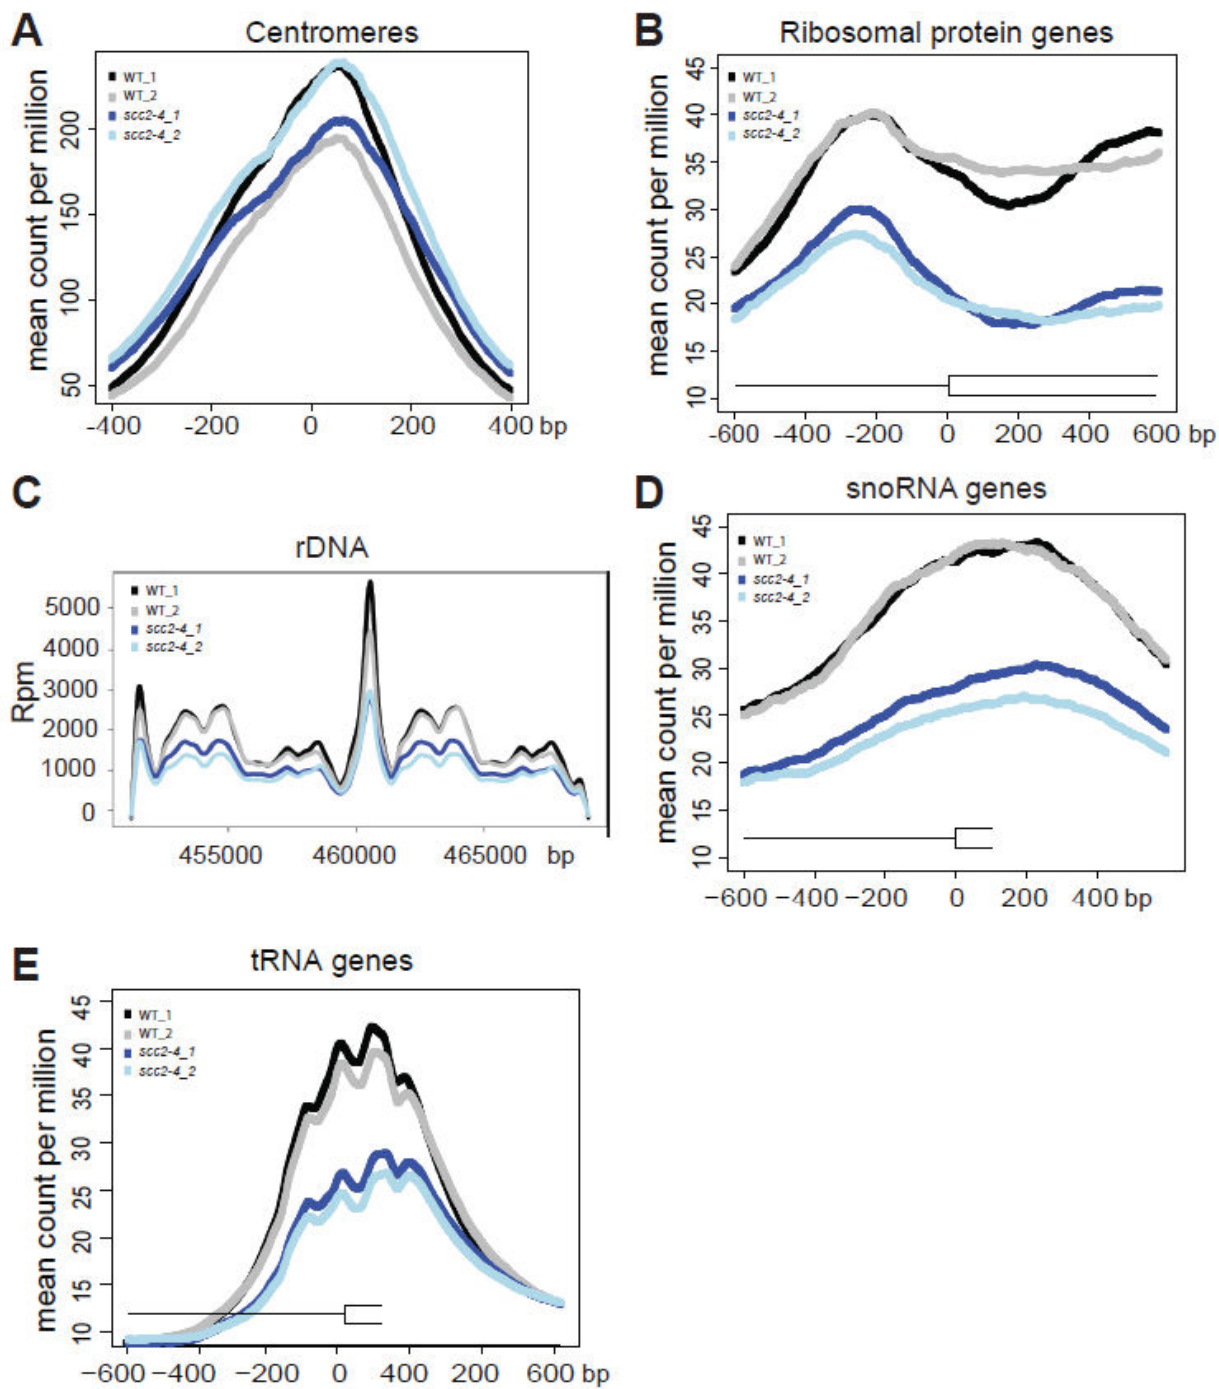 A
Centromeres
mean count per million
200
150
100
50
WT_1
WT_2
scc2-4_1
scc2-4_2
-400 -200 0 200 400 bp
B
Ribosomal protein genes
mean count per million
45
40
35
30
25
20
15
10
WT_1
WT_2
scc2-4_1
scc2-4_2
-600 -400 -200 0 200 400 600 bp
C
rDNA
Rpm
5000
4000
3000
2000
1000
0
WT_1
WT_2
scc2-4_1
scc2-4_2
455000 460000 465000 bp
D
snoRNA genes
mean count per million
45
40
35
30
25
20
15
10
WT_1
WT_2
scc2-4_1
scc2-4_2
−600 −400 −200 0 200 400 bp
E
tRNA genes
mean count per million
45
40
35
30
25
20
15
10
WT_1
WT_2
scc2-4_1
scc2-4_2
−600 −400 −200 0 400 200 600 bp